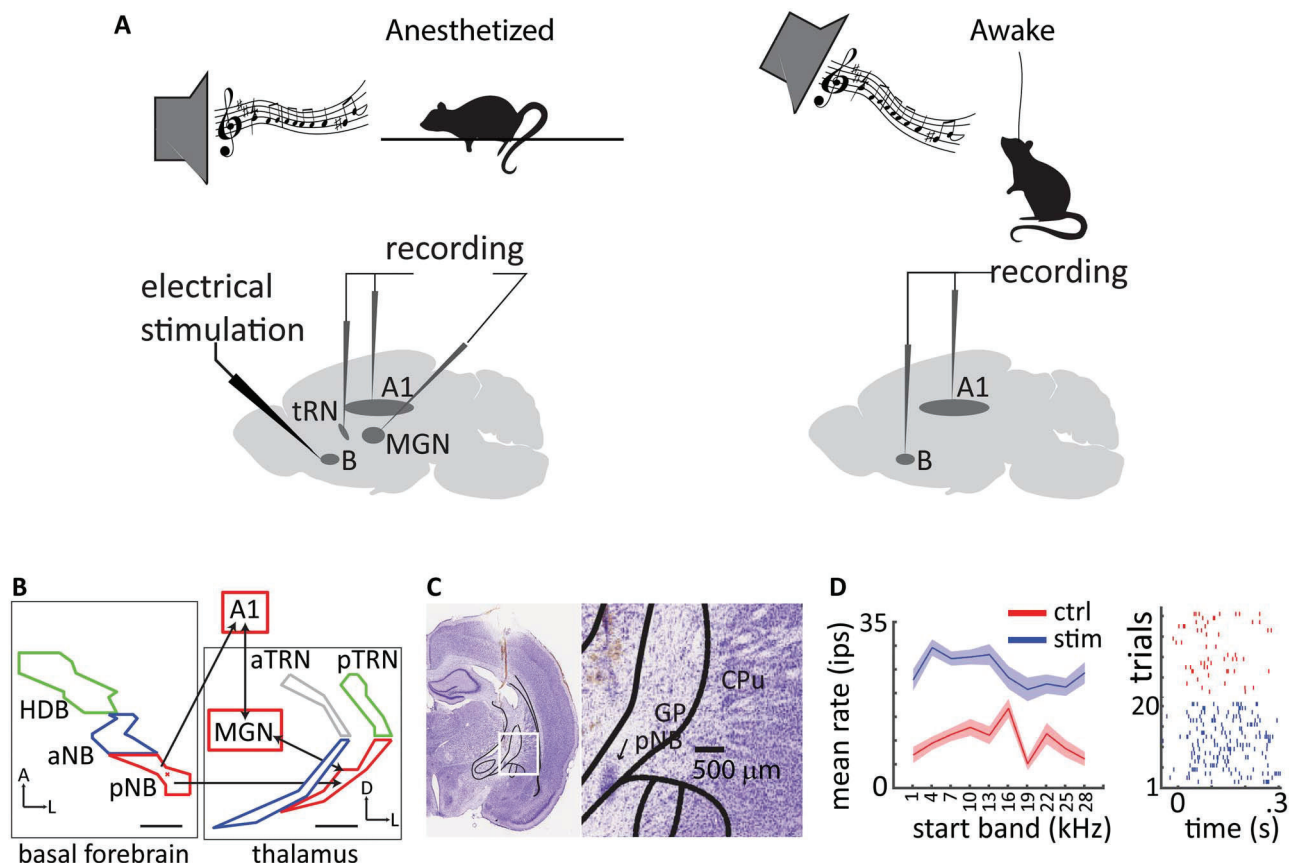 A
Anesthetized
Awake
recording
electrical
stimulation
tRN
A1
B
MGN
recording
A1
B
B
A1
aTRN
pTRN
HDB
MGN
aNB
pNB
A
L
D
L
basal forebrain
thalamus
C
CPu
GP
pNB
500 μm
D
ctrl
stim
35
mean rate (ips)
0
1 4 7 10 13 16 19 22 25 28
start band (kHz)
trials
20
1
0 .3
time (s)